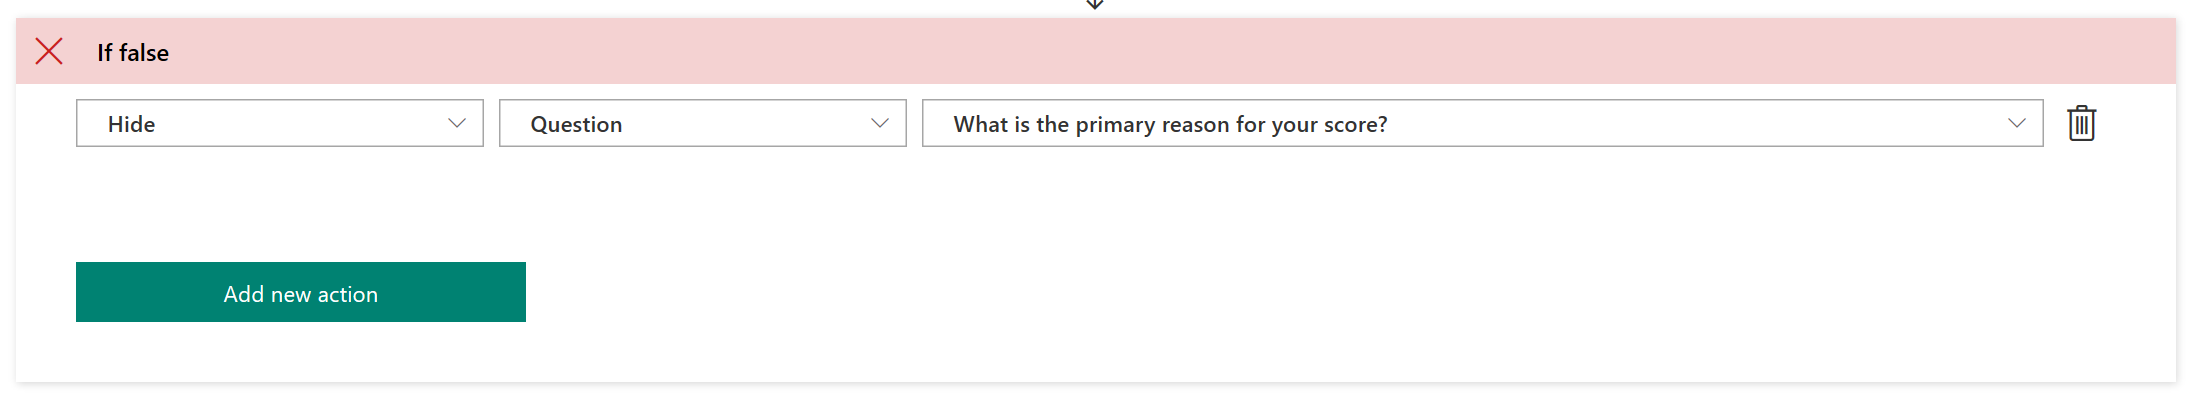 If false
Hide
Question
What is the primary reason for your score?
Add new action